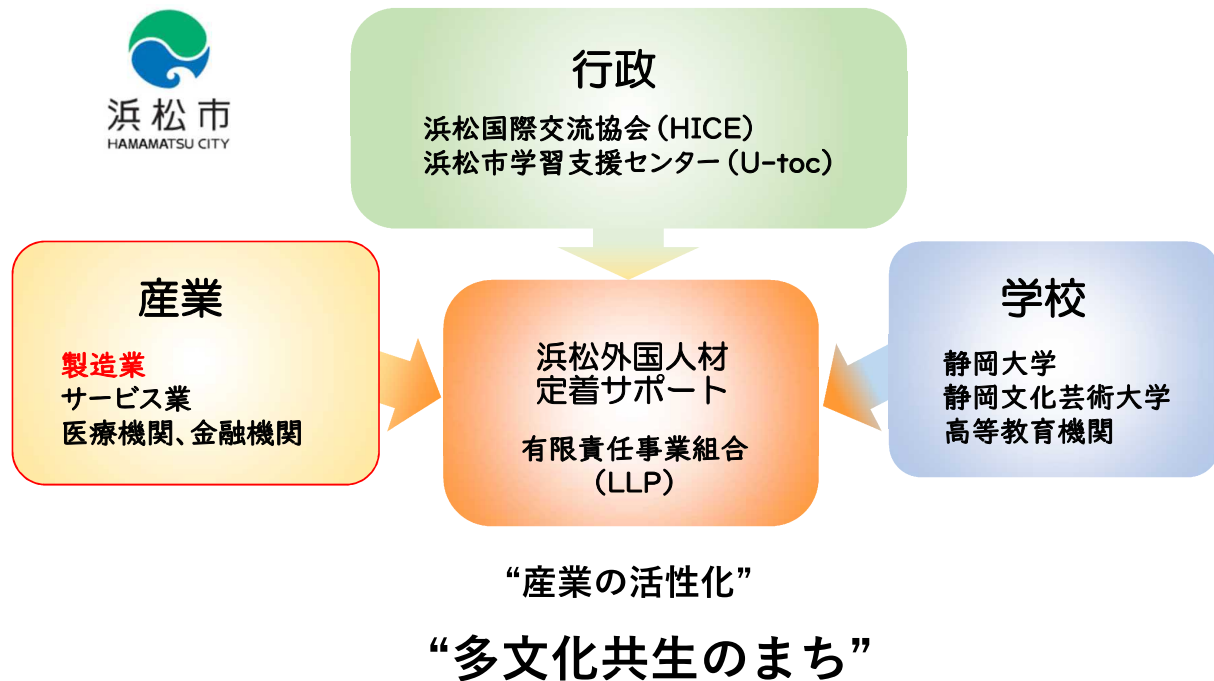 浜松市
HAMAMATSU CITY
行政
浜松国際交流協会(HICE)
浜松市学習支援センター(U-toc)
産業
製造業
サービス業
医療機関、金融機関
浜松外国人材
定着サポート
有限責任事業組合
(LLP)
学校
静岡大学
静岡文化芸術大学
高等教育機関
“産業の活性化”
“多文化共生のまち”